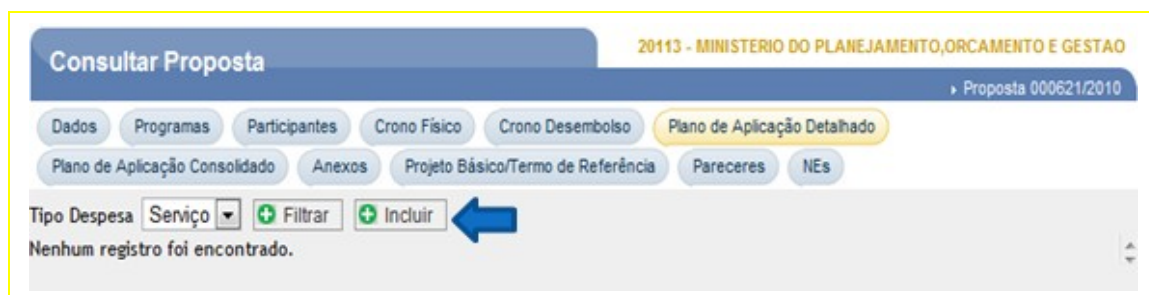 20113 - MINISTERIO DO PLANEJAMENTO,ORCAMENTO E GESTAO
Consultar Proposta
Proposta 000621/2010
Dados Programas Participantes Crono Físico Crono Desembolso Plano de Aplicação Detalhado
Plano de Aplicação Consolidado Anexos Projeto Básico/Termo de Referência Pareceres NEs
Tipo Despesa Serviço Filtrar Incluir
Nenhum registro foi encontrado.